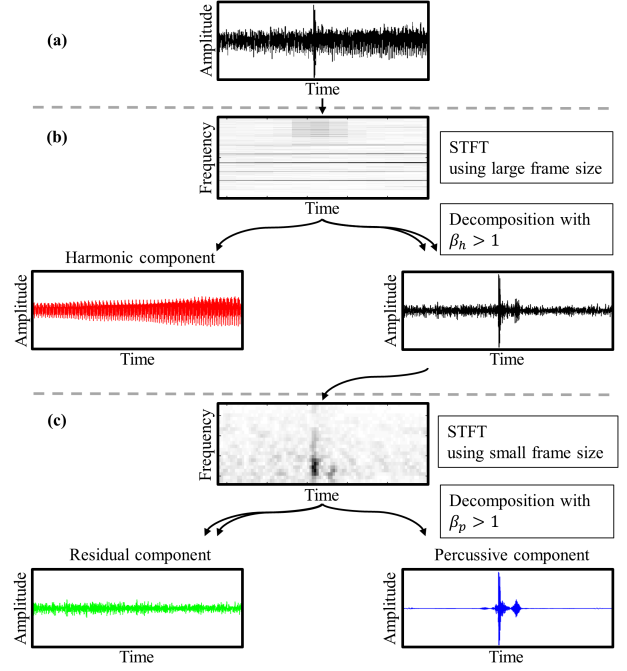 (a)
Amplitude
Time
(b)
Frequency
Time
STFT
using large frame size
Decomposition with
βₕ > 1
Harmonic component
Amplitude
Time
Amplitude
Time
(c)
Frequency
Time
STFT
using small frame size
Decomposition with
βₚ > 1
Residual component
Amplitude
Time
Percussive component
Amplitude
Time